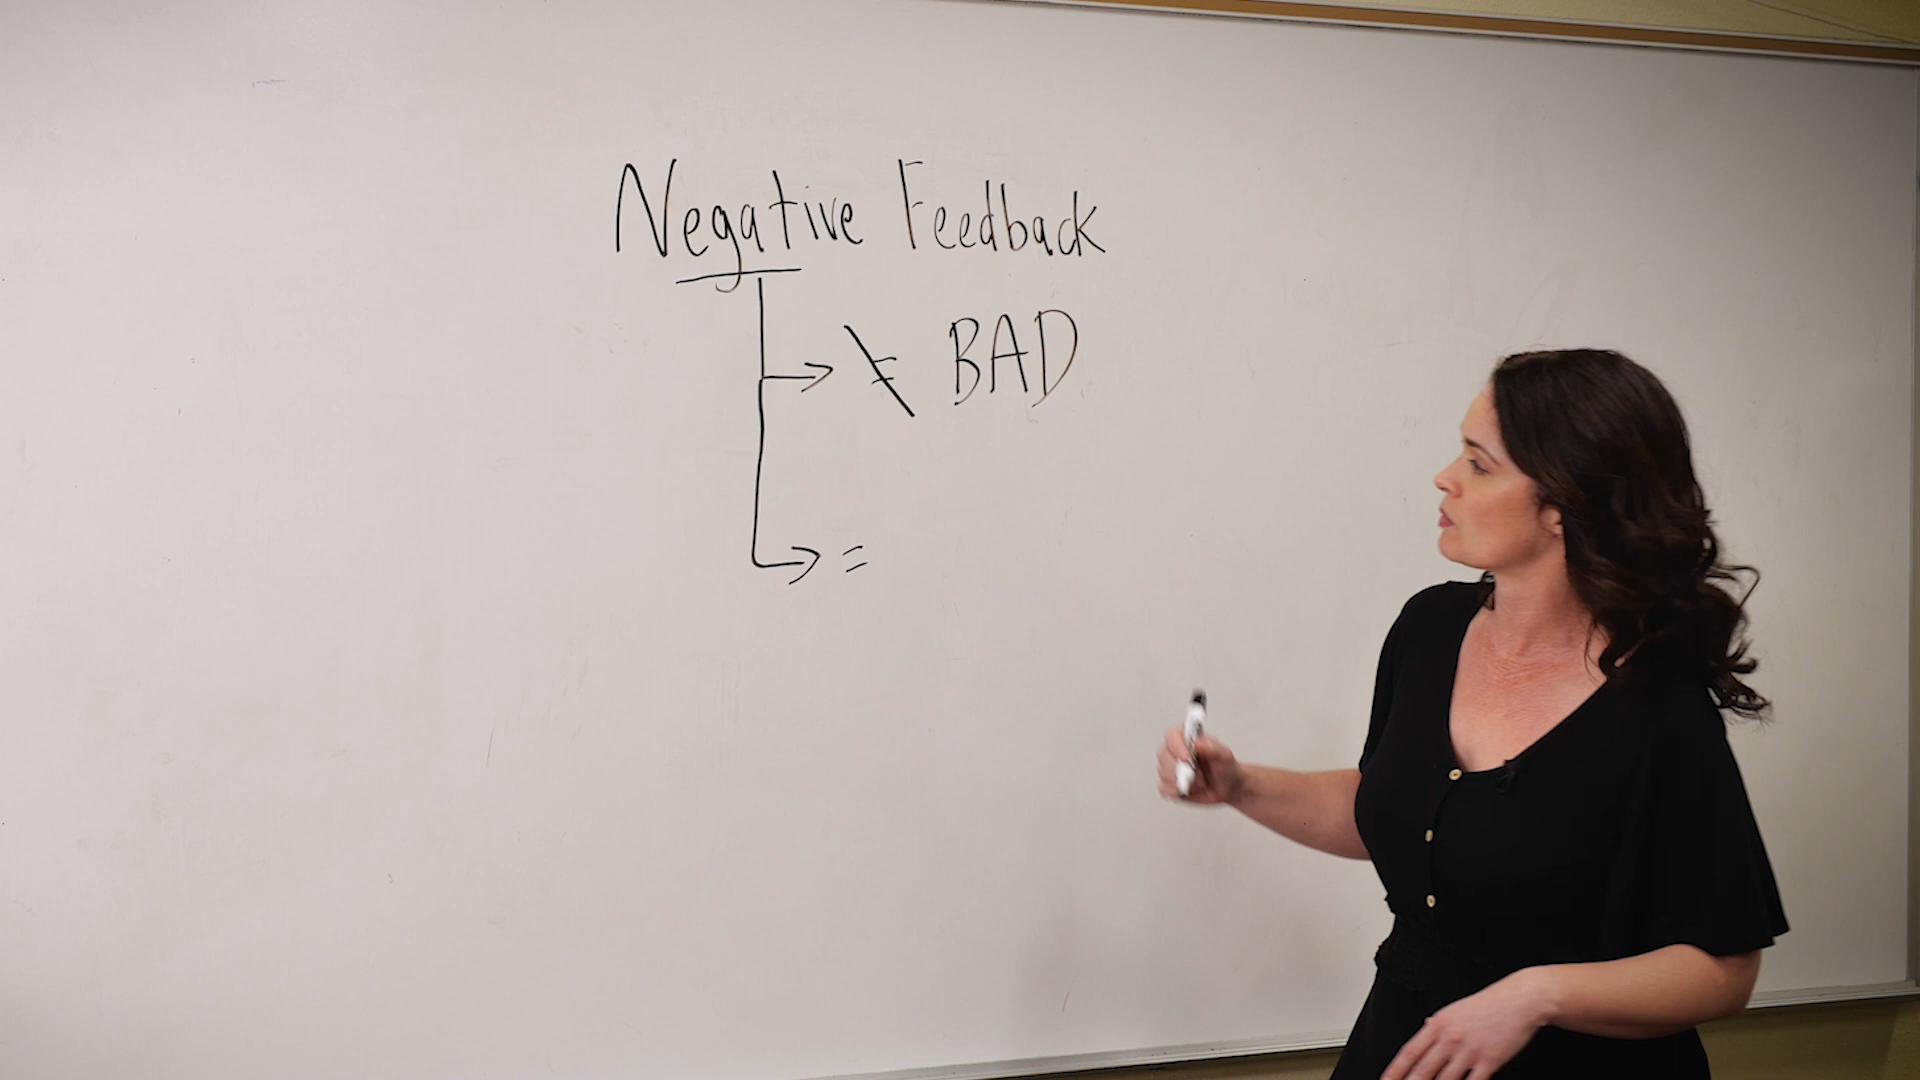 Negative Feedback
→ ≠ BAD
→ =